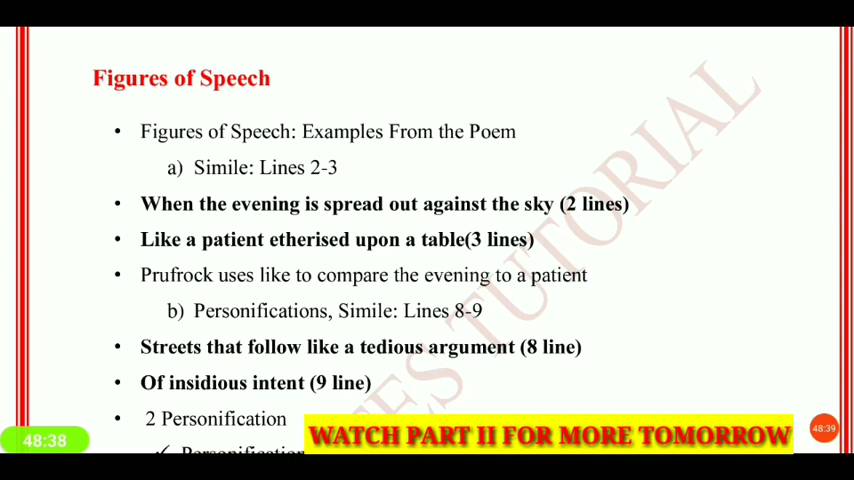 Figures of Speech
• Figures of Speech: Examples From the Poem
a) Simile: Lines 2-3
• When the evening is spread out against the sky (2 lines)
• Like a patient etherised upon a table(3 lines)
• Prufrock uses like to compare the evening to a patient
b) Personifications, Simile: Lines 8-9
• Streets that follow like a tedious argument (8 line)
• Of insidious intent (9 line)
• 2 Personification
✓ Personification
WATCH PART II FOR MORE TOMORROW
48:38
48:39
TUTORIAL